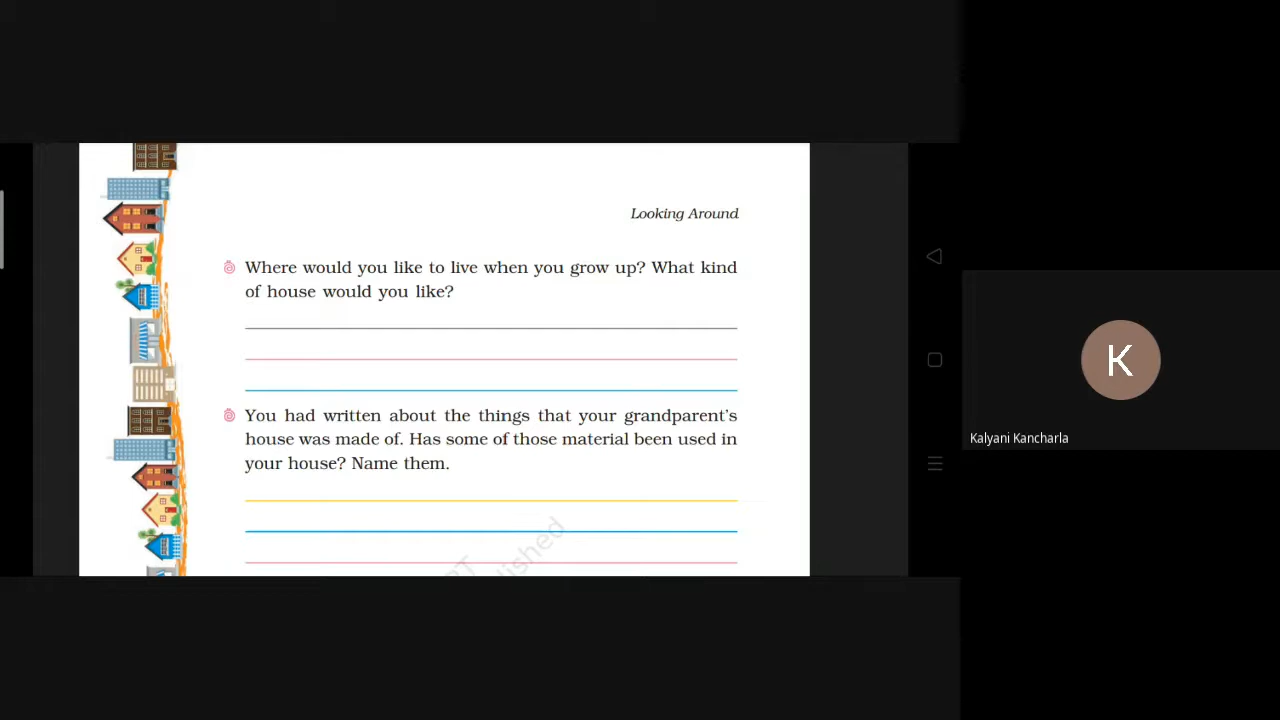 Looking Around
Where would you like to live when you grow up? What kind
of house would you like?
You had written about the things that your grandparent's
house was made of. Has some of those material been used in
your house? Name them.
K
Kalyani Kancharla